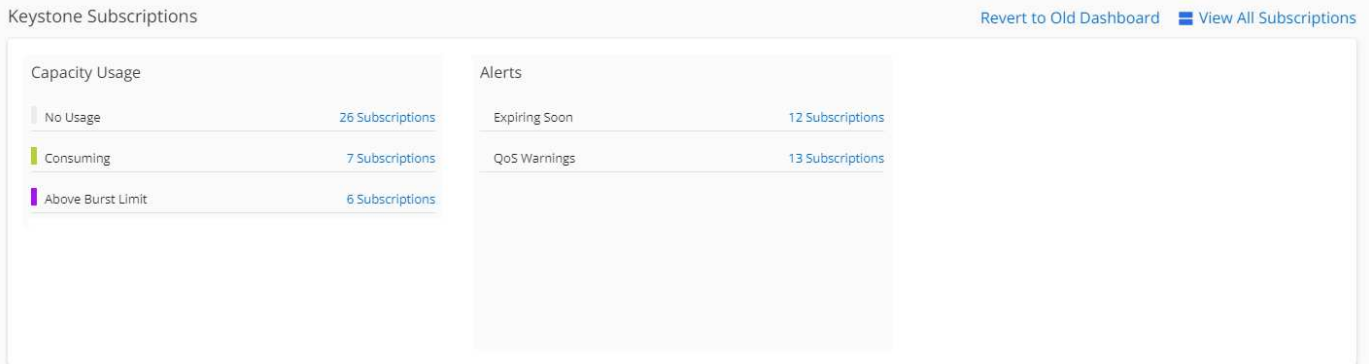 Keystone Subscriptions
Revert to Old Dashboard View All Subscriptions
Capacity Usage
No Usage 26 Subscriptions
Consuming 7 Subscriptions
Above Burst Limit 6 Subscriptions
Alerts
Expiring Soon 12 Subscriptions
QoS Warnings 13 Subscriptions